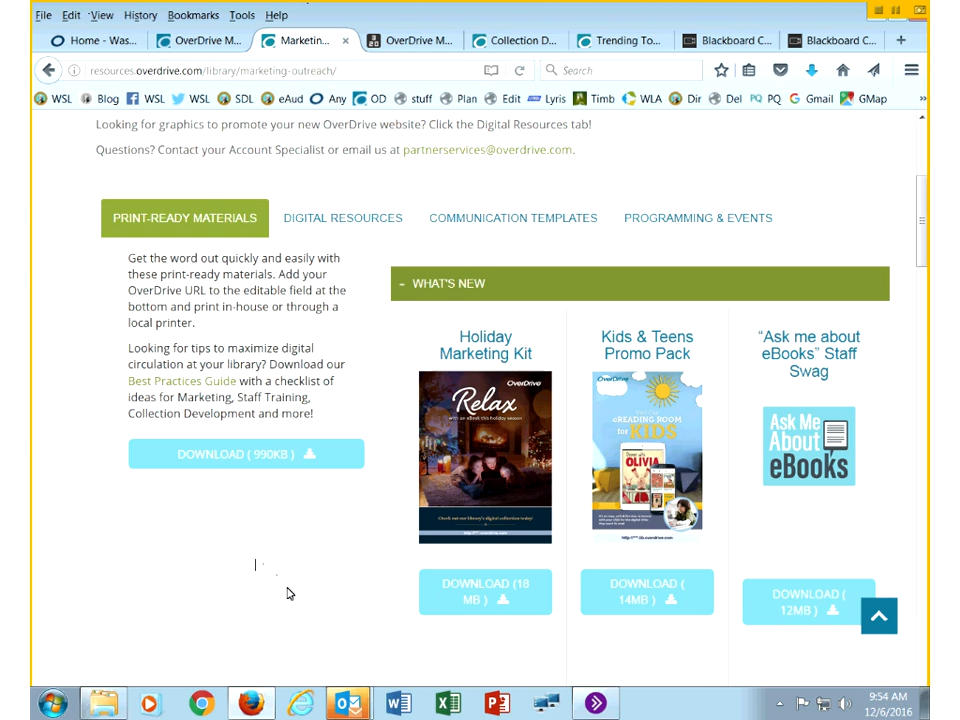 File Edit View History Bookmarks Tools Help
Home - Was... OverDrive M... Marketin... × OverDrive M... Collection D... Trending To... Blackboard C... Blackboard C... +
resources.overdrive.com/library/marketing-outreach/ Search
WSL Blog WSL WSL SDL eAud Any OD stuff Plan Edit Lyris Timb WLA Dir Del PQ PQ Gmail GMap »
Looking for graphics to promote your new OverDrive website? Click the Digital Resources tab!
Questions? Contact your Account Specialist or email us at partnerservices@overdrive.com.
PRINT-READY MATERIALS DIGITAL RESOURCES COMMUNICATION TEMPLATES PROGRAMMING & EVENTS
Get the word out quickly and easily with
these print-ready materials. Add your
OverDrive URL to the editable field at the
bottom and print in-house or through a
local printer.
Looking for tips to maximize digital
circulation at your library? Download our
Best Practices Guide with a checklist of
ideas for Marketing, Staff Training,
Collection Development and more!
DOWNLOAD ( 990KB )
- WHAT'S NEW
Holiday
Marketing Kit
OverDrive
Relax
with an eBook this holiday season
Check out our library's digital collection today!
DOWNLOAD (18
MB )
Kids & Teens
Promo Pack
OverDrive
eREADING ROOM
for KIDS
OLIVIA
DOWNLOAD (
14MB )
“Ask me about
eBooks” Staff
Swag
Ask Me
About
eBooks
DOWNLOAD (
12MB )
9:54 AM
12/6/2016